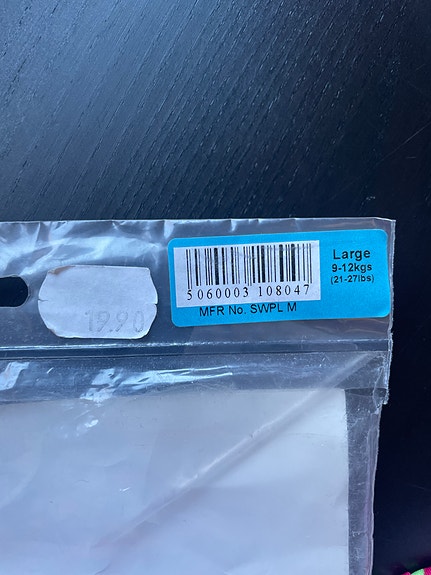 19.90
5060003 108047
MFR No. SWPL M
Large
9-12kgs
(21-27lbs)